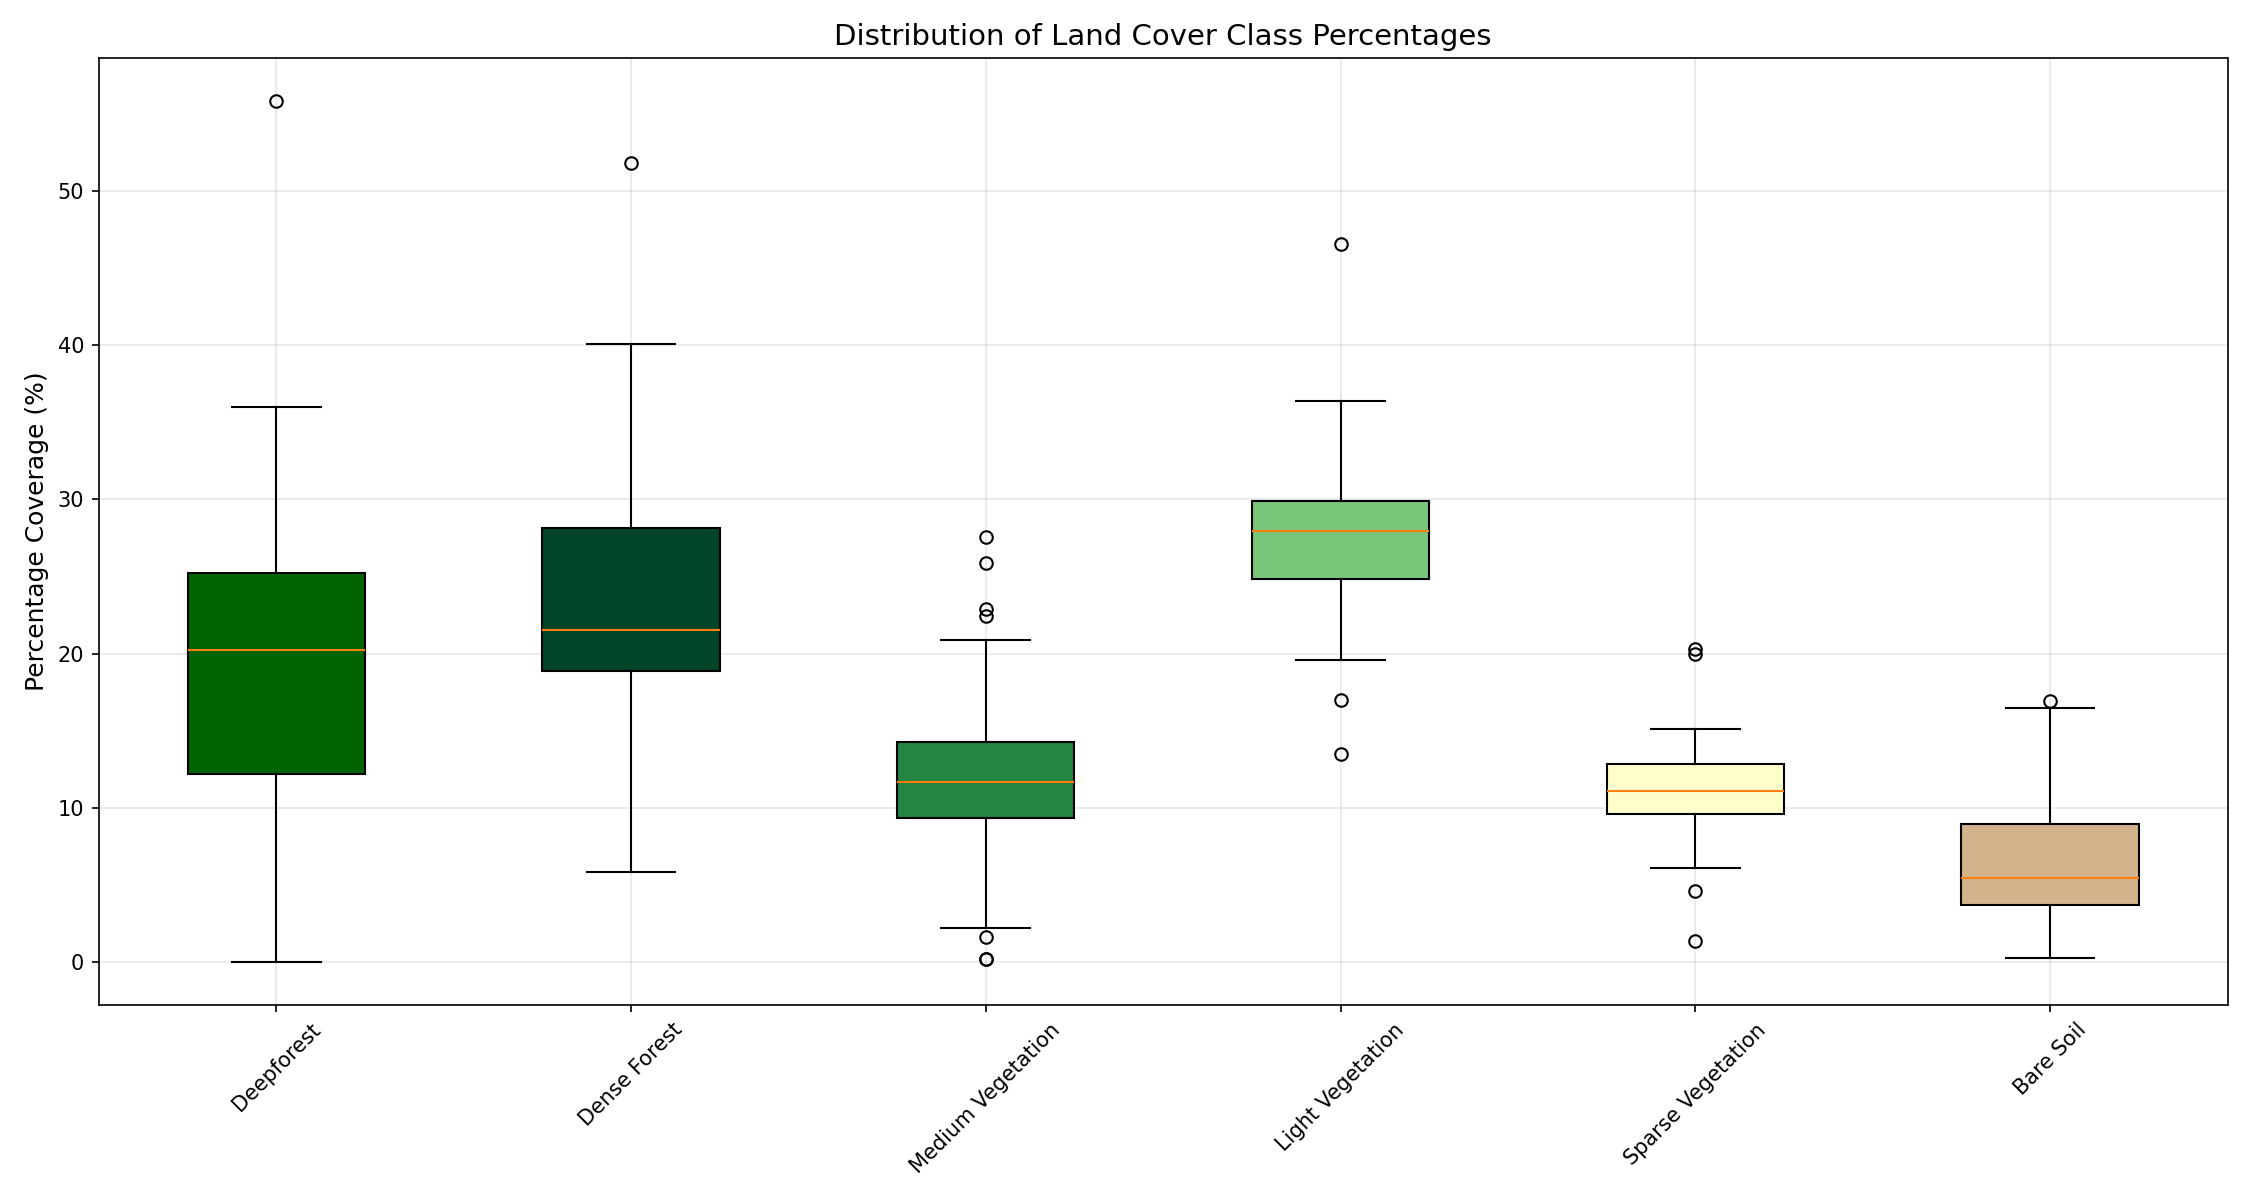 Distribution of Land Cover Class Percentages
Percentage Coverage (%)
50
40
30
20
10
0
Deepforest
Dense Forest
Medium Vegetation
Light Vegetation
Sparse Vegetation
Bare Soil